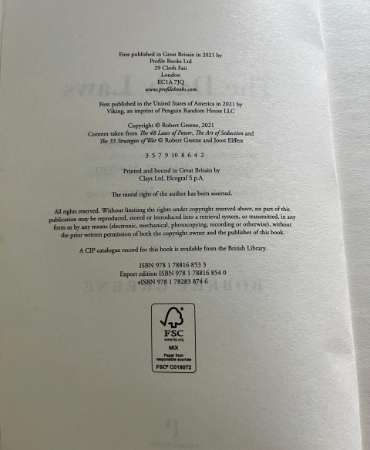 First published in Great Britain in 2021 by
Profile Books Ltd
29 Cloth Fair
London
EC1A 7JQ
www.profilebooks.com
First published in the United States of America in 2021 by
Viking, an imprint of Penguin Random House LLC
Copyright © Robert Greene, 2021
Content taken from The 48 Laws of Power, The Art of Seduction and
The 33 Strategies of War © Robert Greene and Joost Elffers
3 5 7 9 10 8 6 4 2
Printed and bound in Great Britain by
Clays Ltd, Elcograf S.p.A.
The moral right of the author has been asserted.
All rights reserved. Without limiting the rights under copyright reserved above, no part of this
publication may be reproduced, stored or introduced into a retrieval system, or transmitted, in any
form or by any means (electronic, mechanical, photocopying, recording or otherwise), without
the prior written permission of both the copyright owner and the publisher of this book.
A CIP catalogue record for this book is available from the British Library.
ISBN 978 1 78816 853 3
Export edition ISBN 978 1 78816 854 0
eISBN 978 1 78283 874 6
FSC
www.fsc.org
MIX
Paper from
responsible sources
FSC® C018072